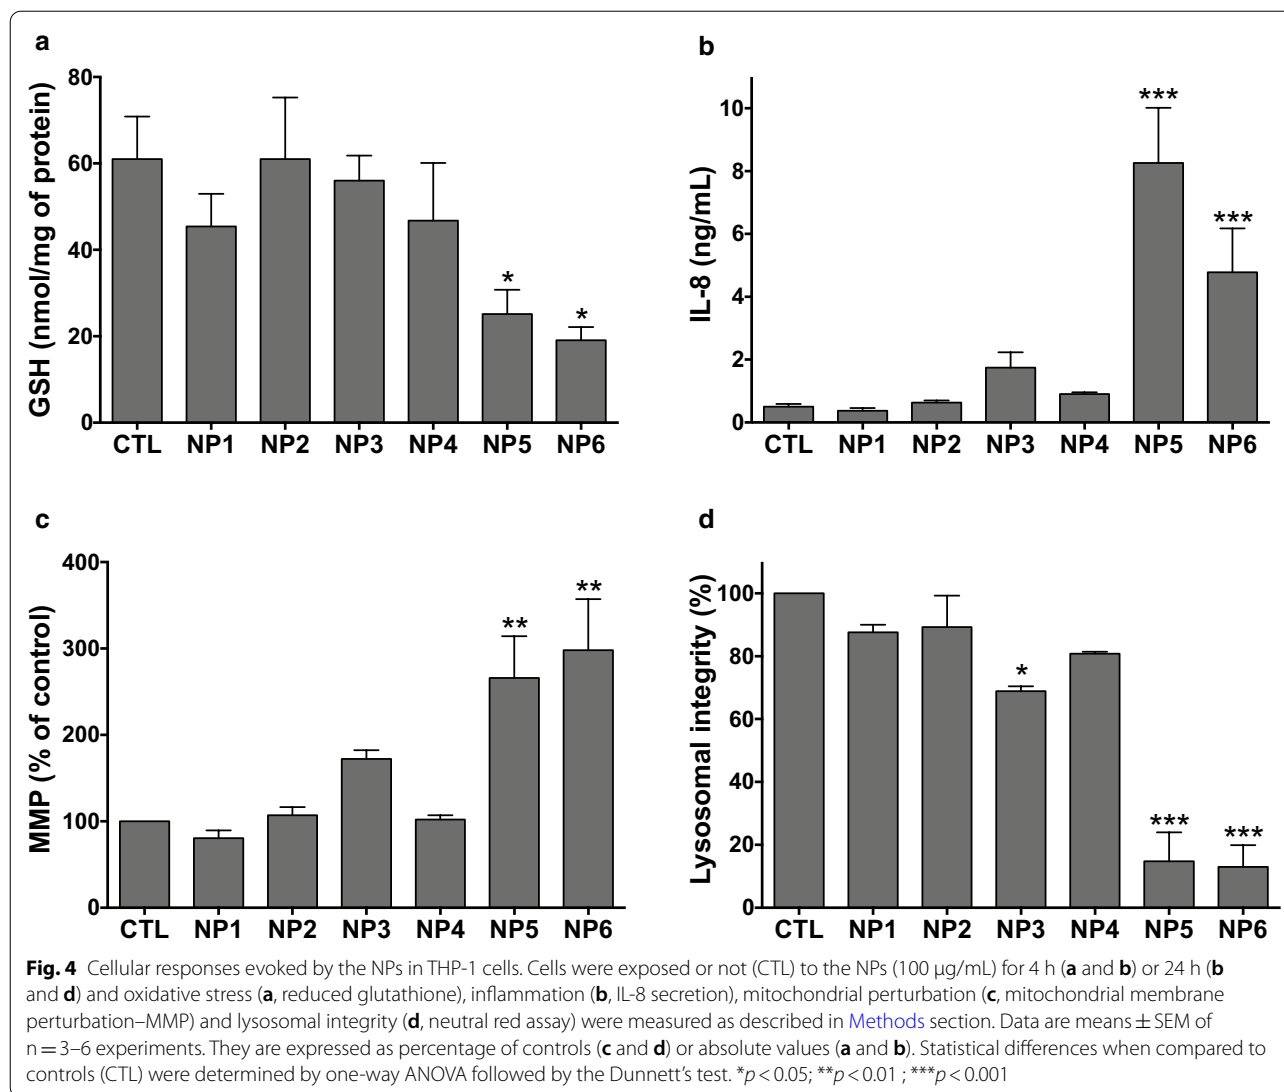 a
GSH (nmol/mg of protein)
80
60
40
20
0
*
*
CTL NP1 NP2 NP3 NP4 NP5 NP6
b
IL-8 (ng/mL)
10
8
6
4
2
0
***
***
CTL NP1 NP2 NP3 NP4 NP5 NP6
c
MMP (% of control)
400
300
200
100
0
**
**
CTL NP1 NP2 NP3 NP4 NP5 NP6
d
Lysosomal integrity (%)
100
80
60
40
20
0
*
***
***
CTL NP1 NP2 NP3 NP4 NP5 NP6
Fig. 4 Cellular responses evoked by the NPs in THP-1 cells. Cells were exposed or not (CTL) to the NPs (100 µg/mL) for 4 h (a and b) or 24 h (b
and d) and oxidative stress (a, reduced glutathione), inflammation (b, IL-8 secretion), mitochondrial perturbation (c, mitochondrial membrane
perturbation–MMP) and lysosomal integrity (d, neutral red assay) were measured as described in Methods section. Data are means ± SEM of
n = 3–6 experiments. They are expressed as percentage of controls (c and d) or absolute values (a and b). Statistical differences when compared to
controls (CTL) were determined by one-way ANOVA followed by the Dunnett's test. *p < 0.05; **p < 0.01 ; ***p < 0.001